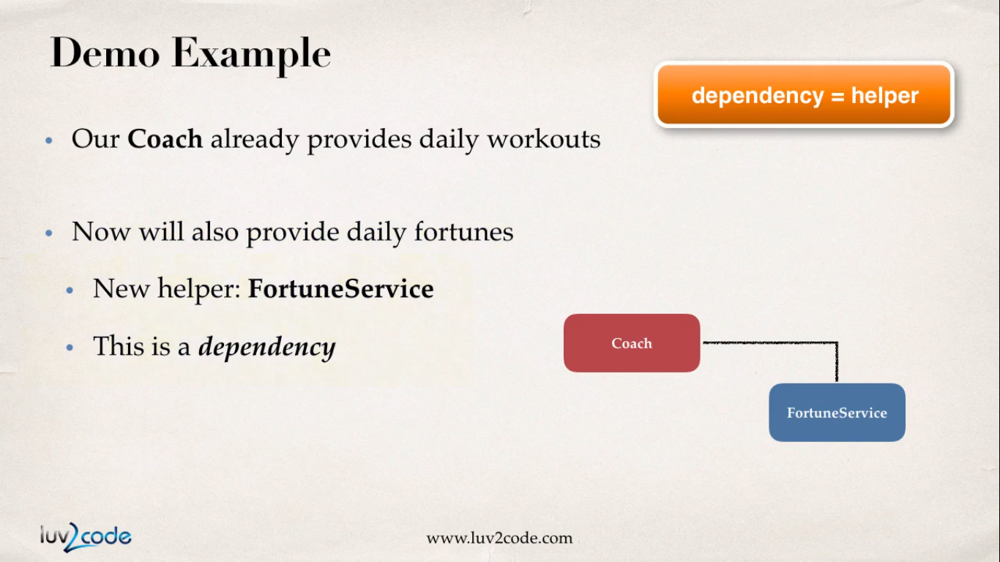 Demo Example
dependency = helper
• Our Coach already provides daily workouts
• Now will also provide daily fortunes
• New helper: FortuneService
• This is a dependency
Coach
FortuneService
luv2code
www.luv2code.com